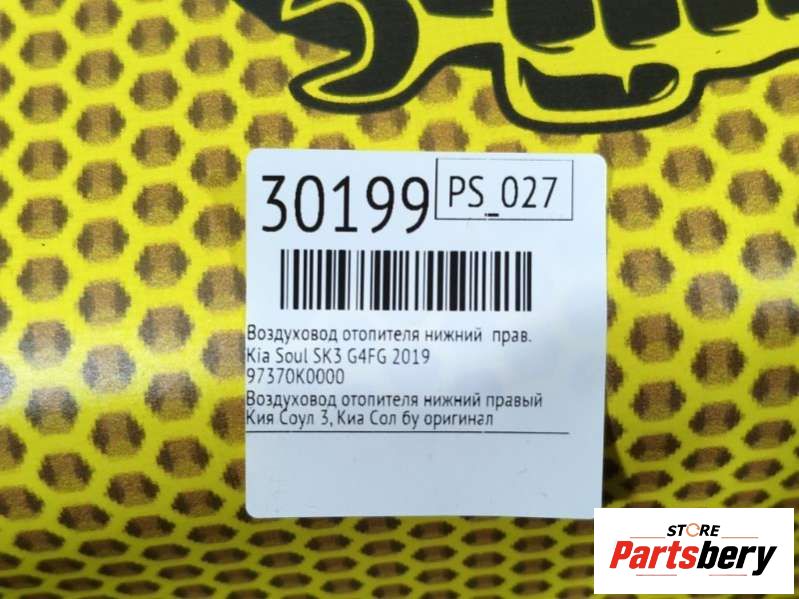 30199
PS_027
Воздуховод отопителя нижний прав.
Kia Soul SK3 G4FG 2019
97370K0000
Воздуховод отопителя нижний правый
Кия Соул 3, Киа Сол бу оригинал
STORE
Partsbery